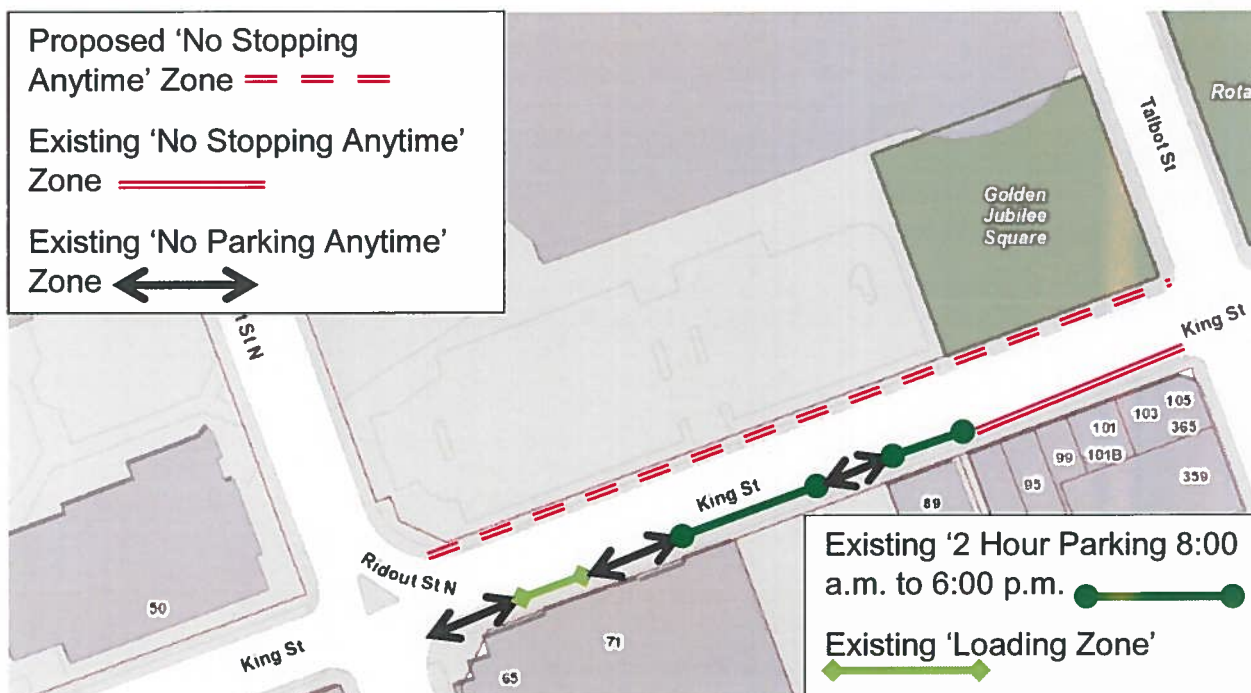 Proposed 'No Stopping
Anytime' Zone
Existing 'No Stopping Anytime'
Zone
Existing 'No Parking Anytime'
Zone
Talbot St
Rota
Golden
Jubilee
Square
King St
t St N
105
103
365
101
101B
99
95
359
89
King St
Ridout St N
50
71
65
King St
Existing '2 Hour Parking 8:00
a.m. to 6:00 p.m.
Existing 'Loading Zone'